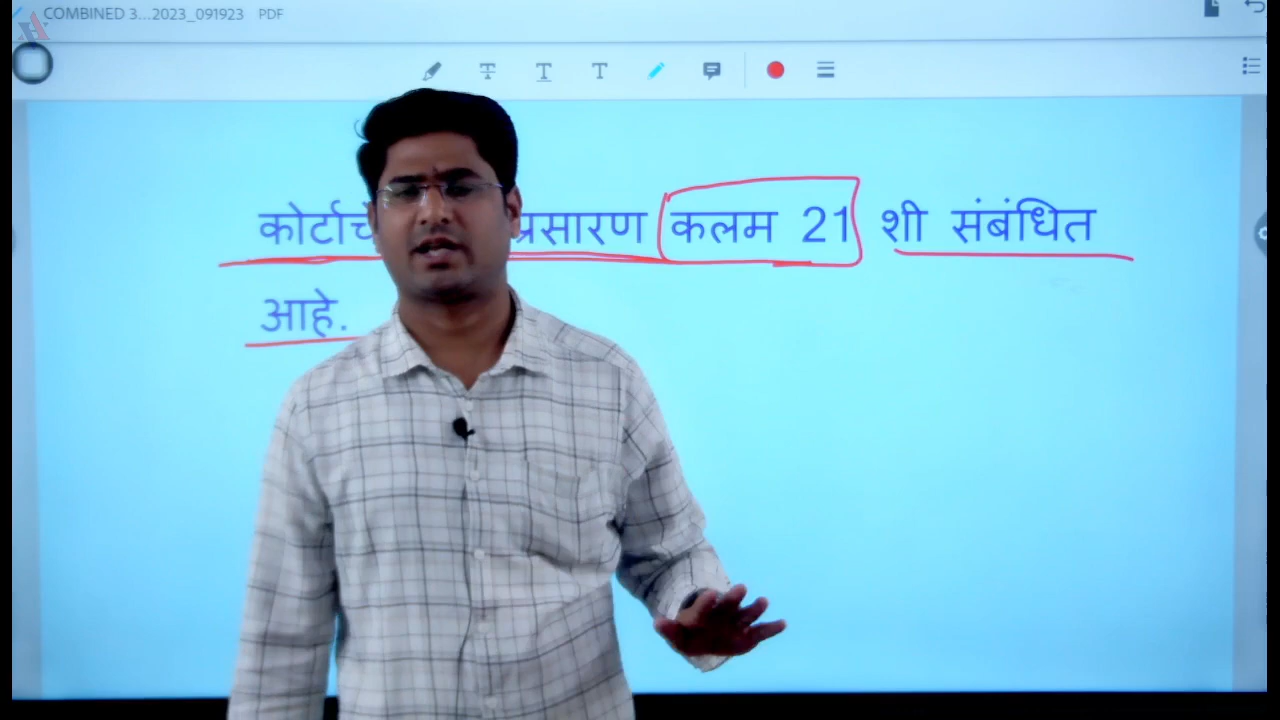 COMBINED 3...2023_091923 PDF
प्रसारण कलम 21 शी संबंधित
आहे.